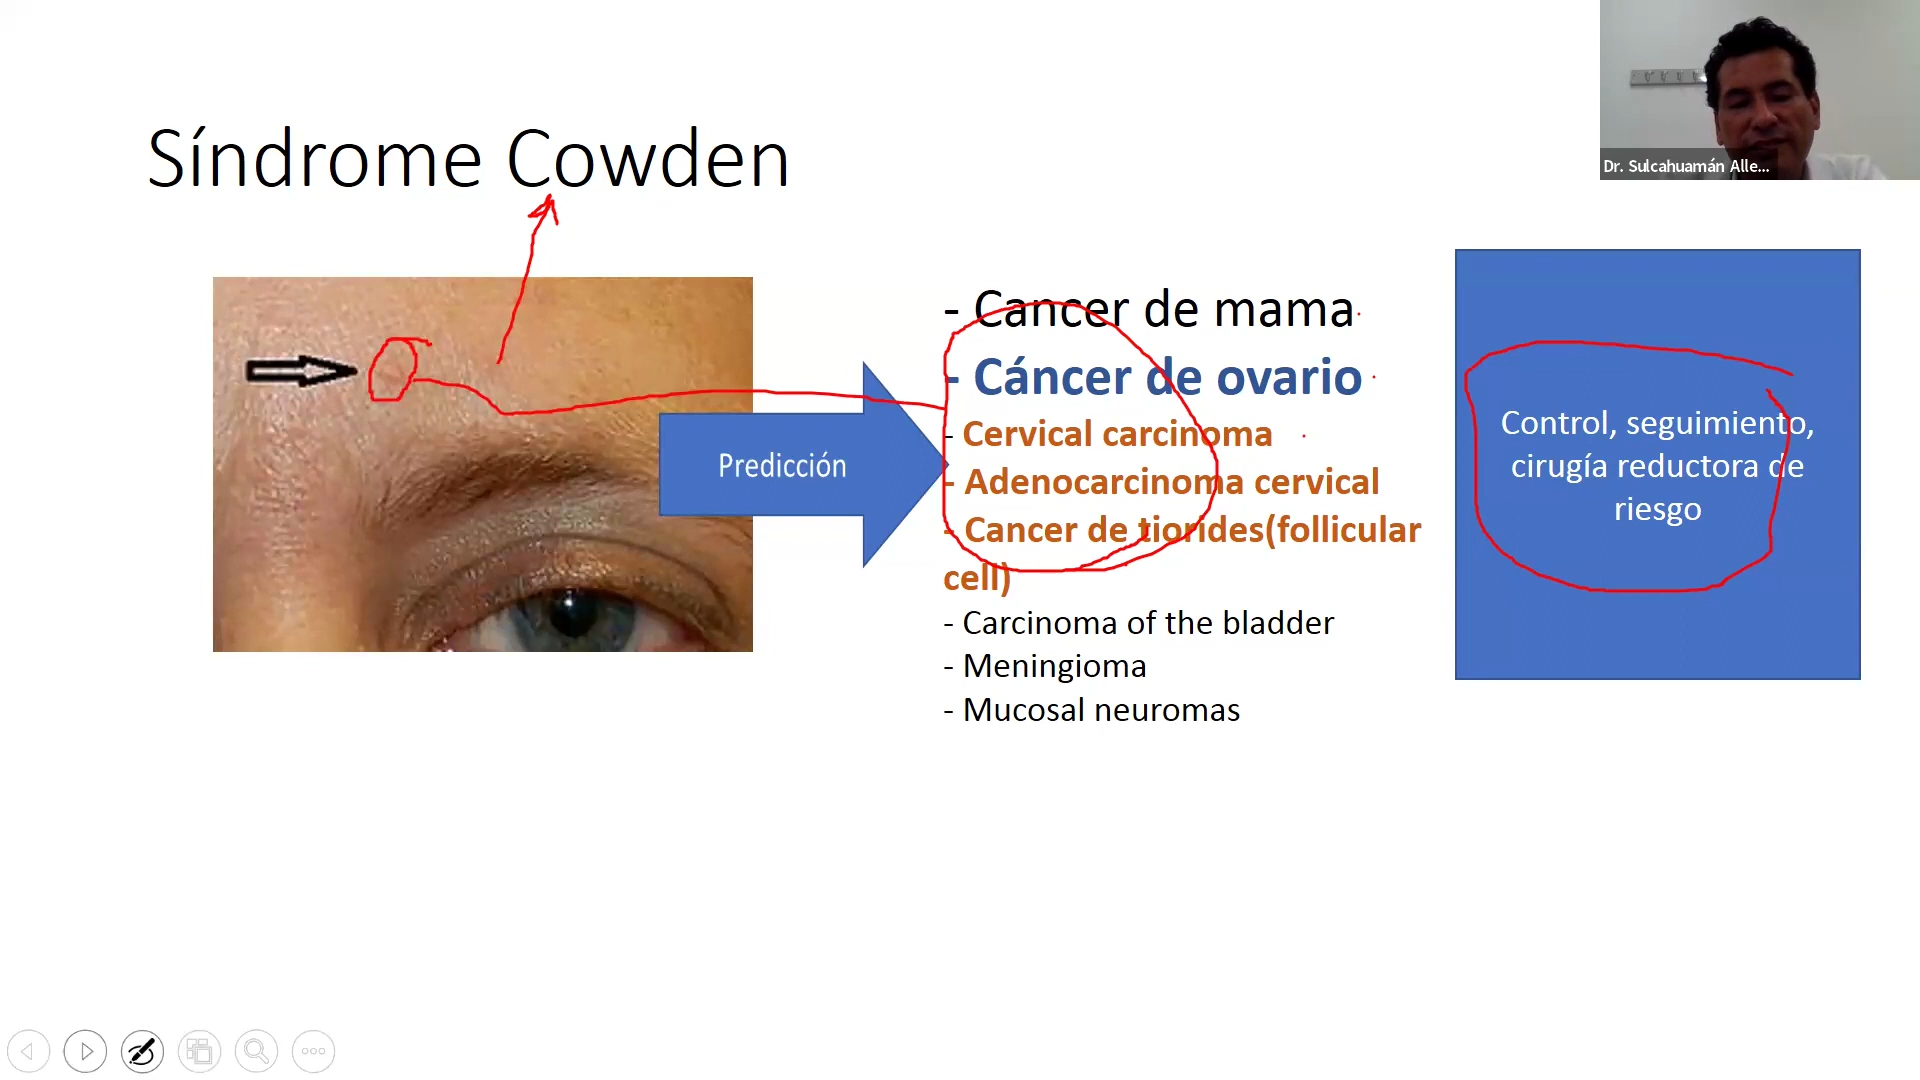 Dr. Sulcahuamán Alle...
Síndrome Cowden
Predicción
- Cancer de mama
- Cáncer de ovario
- Cervical carcinoma
- Adenocarcinoma cervical
- Cancer de tiorides(follicular
cell)
- Carcinoma of the bladder
- Meningioma
- Mucosal neuromas
Control, seguimiento,
cirugía reductora de
riesgo